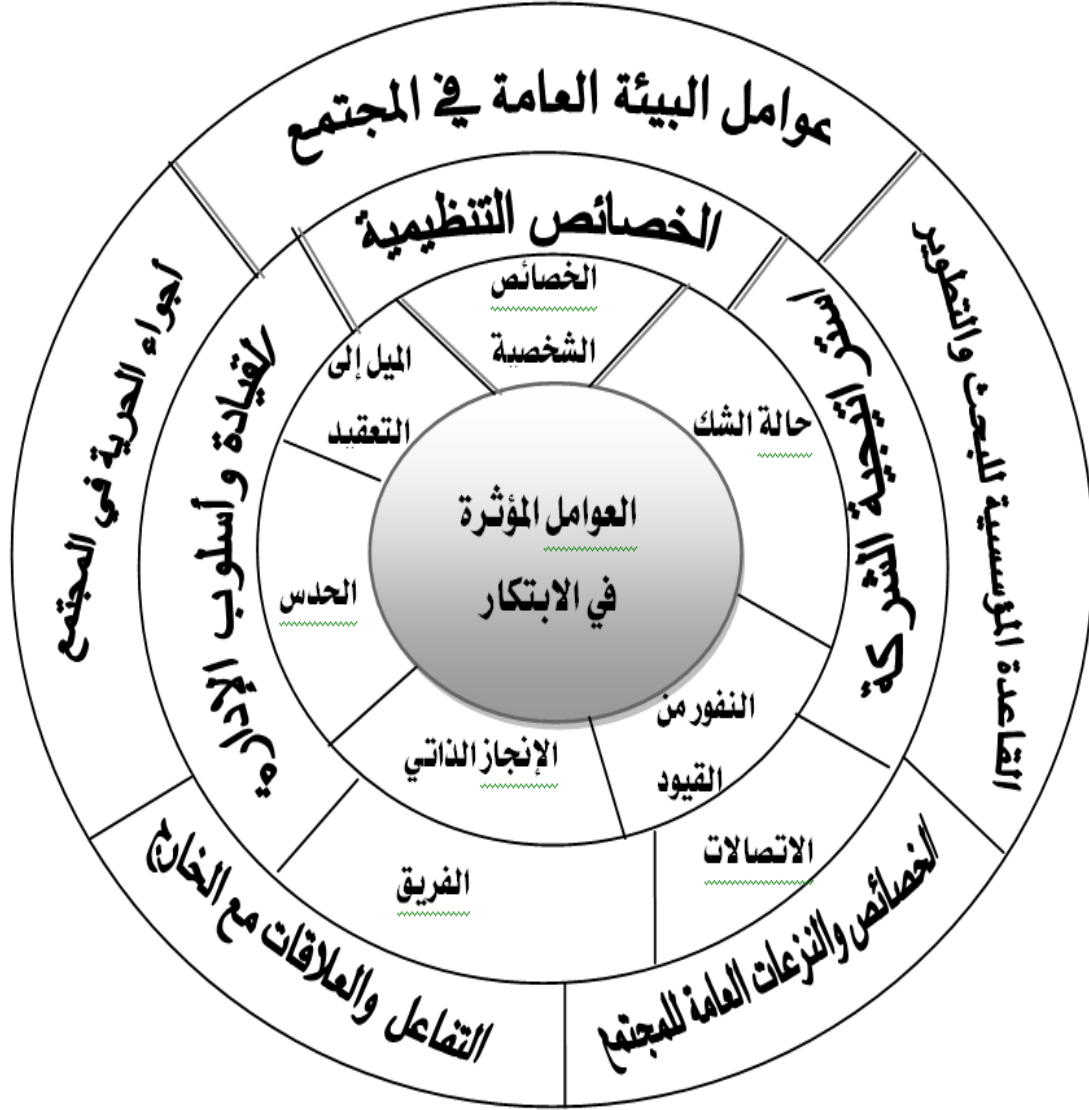 عوامل البيئة العامة في المجتمع
الخصائص التنظيمية
الخصائص
الشخصية
الميل إلى
التعقيد
حالة الشك
العوامل المؤثرة
في الابتكار
الحدس
النفور من
القيود
الإنجاز الذاتي
الاتصالات
الفريق
القيادة وأسلوب الإدارة
استراتيجية الشركة
أجواء الحرية في المجتمع
القاعدة المؤسسية للبحث والتطوير
التفاعل والعلاقات مع الخارج
الخصائص والنزعات العامة للمجتمع